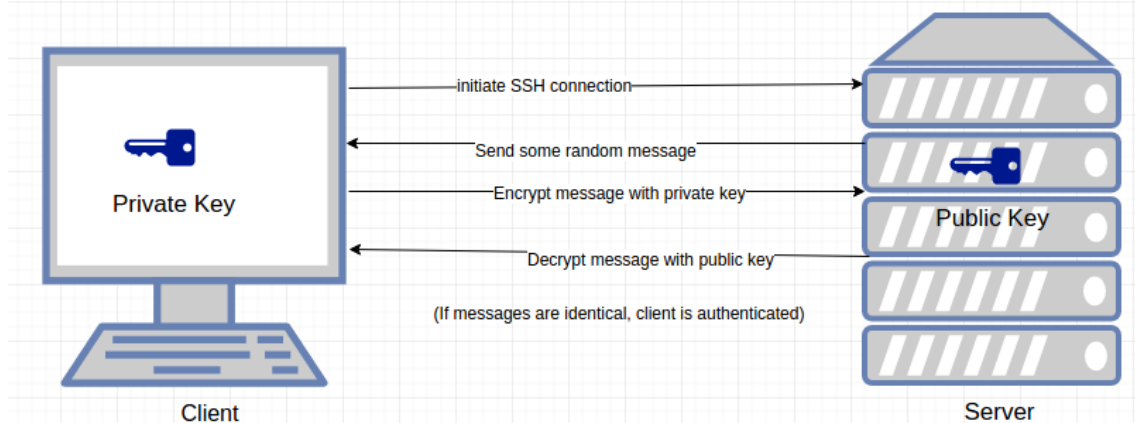 initiate SSH connection
Send some random message
Private Key
Encrypt message with private key
Public Key
Decrypt message with public key
(If messages are identical, client is authenticated)
Client
Server